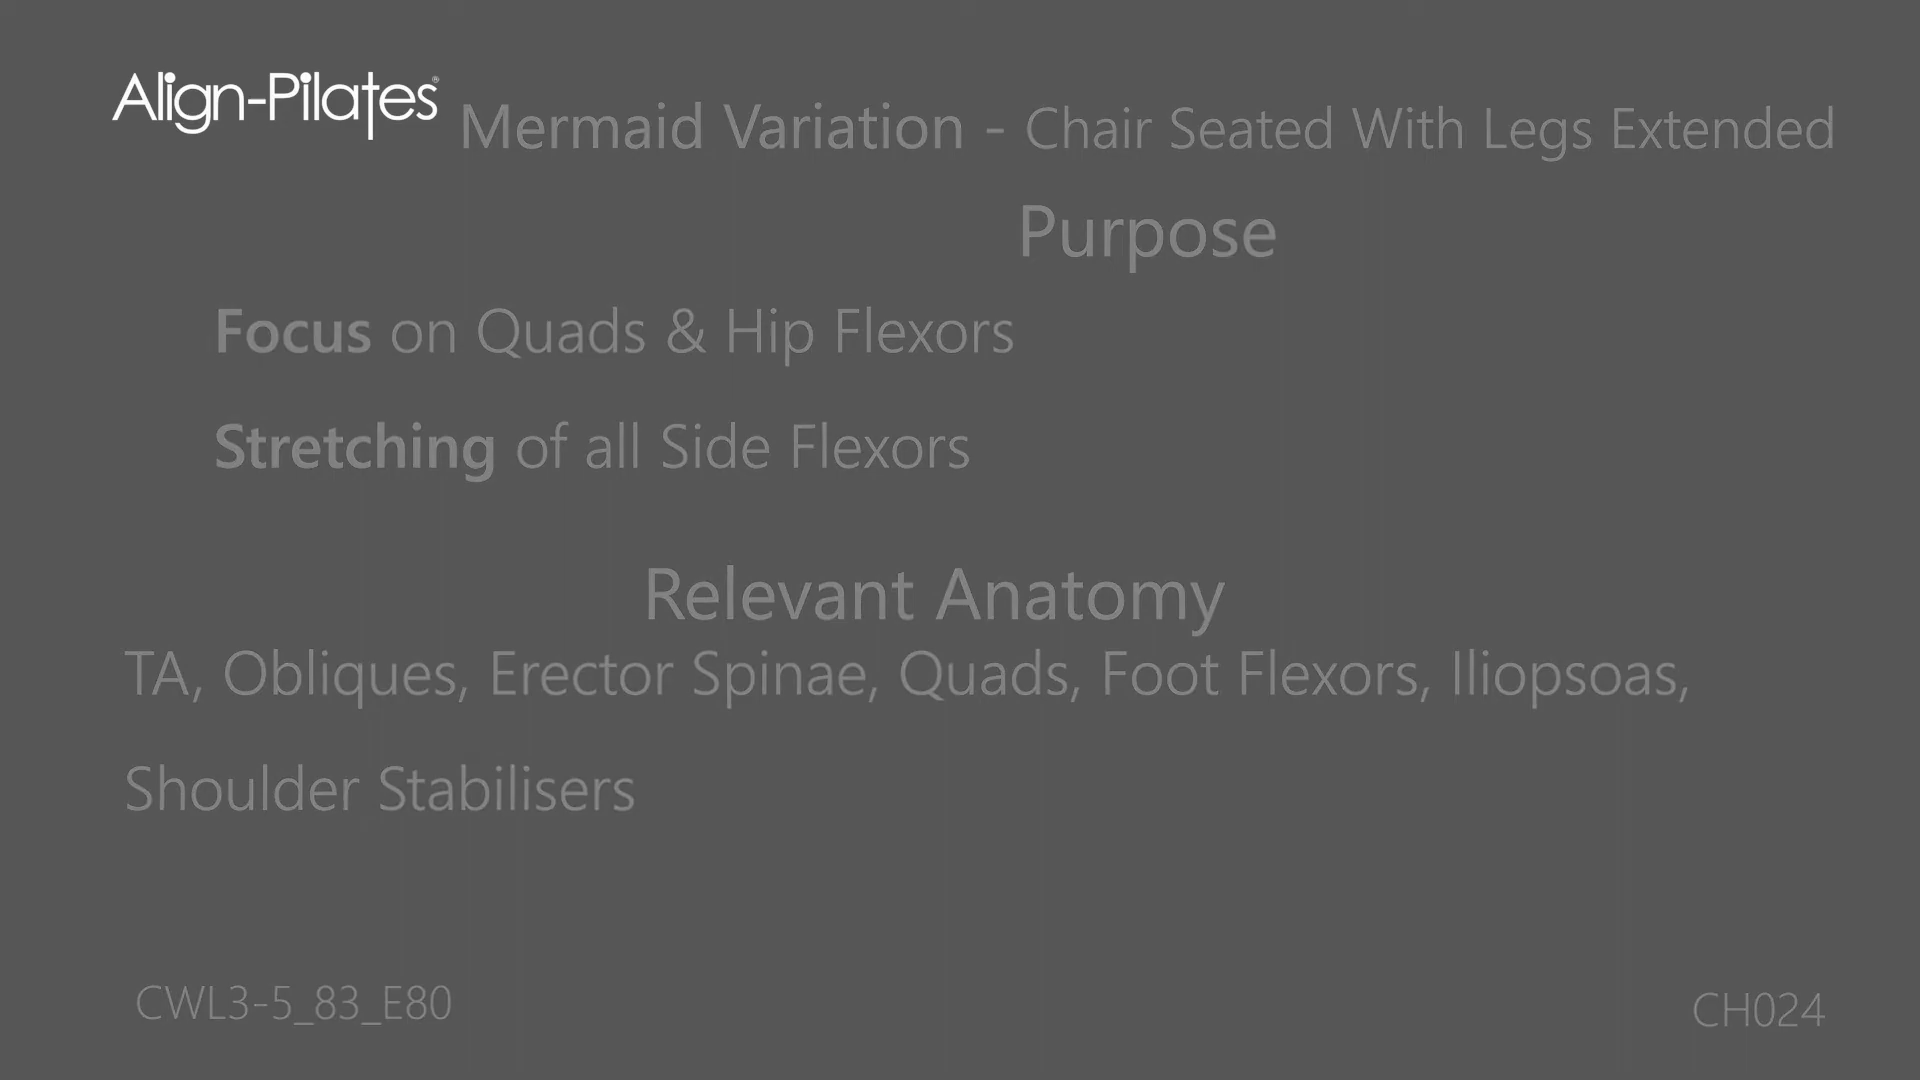 Align-Pilates®
Mermaid Variation - Chair Seated With Legs Extended
Purpose
Focus on Quads & Hip Flexors
Stretching of all Side Flexors
Relevant Anatomy
TA, Obliques, Erector Spinae, Quads, Foot Flexors, Iliopsoas,
Shoulder Stabilisers
CWL3-5_83_E80
CH024